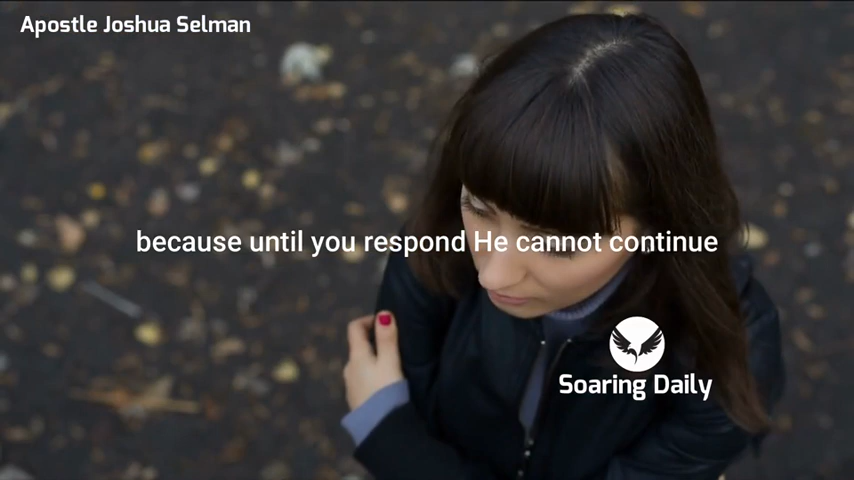 Apostle Joshua Selman
because until you respond He cannot continue
Soaring Daily